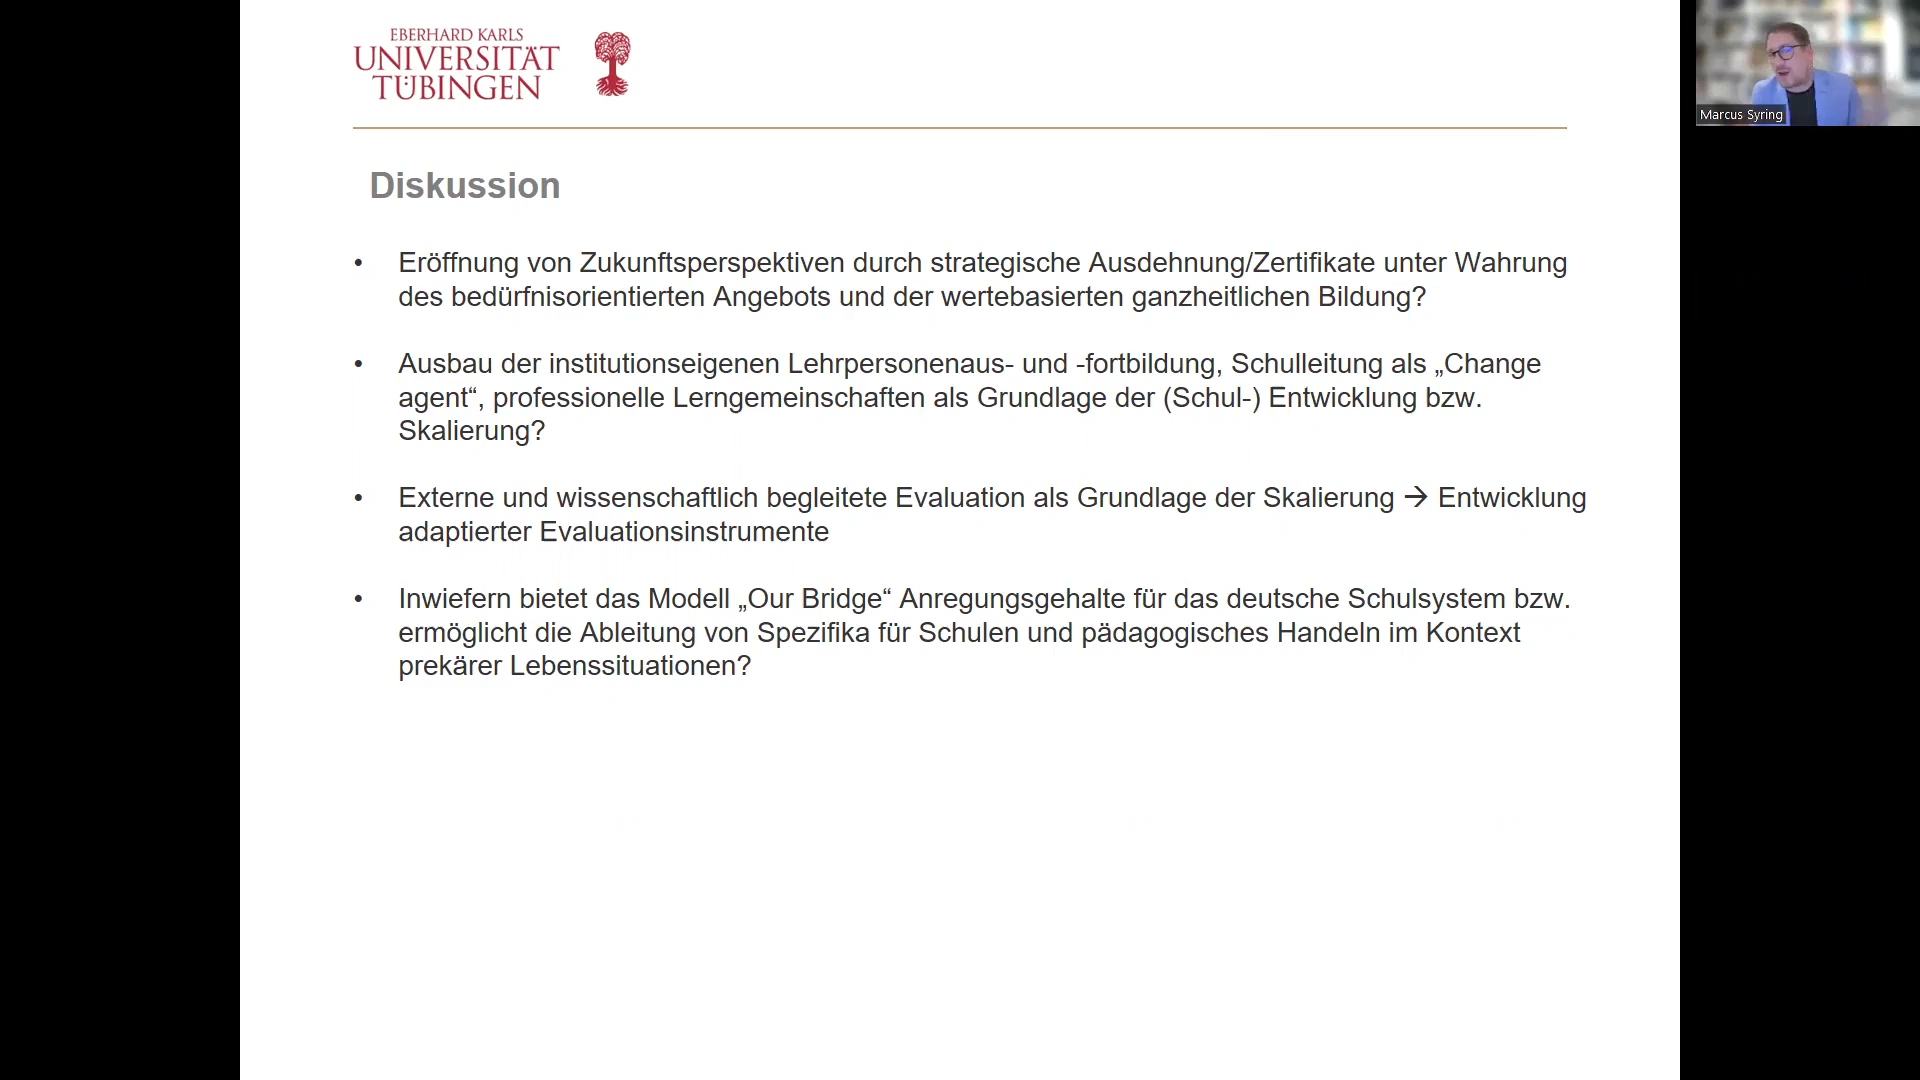 EBERHARD KARLS
UNIVERSITÄT
TÜBINGEN
Marcus Syring
Diskussion
• Eröffnung von Zukunftsperspektiven durch strategische Ausdehnung/Zertifikate unter Wahrung
des bedürfnisorientierten Angebots und der wertebasierten ganzheitlichen Bildung?
• Ausbau der institutionseigenen Lehrpersonenaus- und -fortbildung, Schulleitung als „Change
agent“, professionelle Lerngemeinschaften als Grundlage der (Schul-) Entwicklung bzw.
Skalierung?
• Externe und wissenschaftlich begleitete Evaluation als Grundlage der Skalierung → Entwicklung
adaptierter Evaluationsinstrumente
• Inwiefern bietet das Modell „Our Bridge“ Anregungsgehalte für das deutsche Schulsystem bzw.
ermöglicht die Ableitung von Spezifika für Schulen und pädagogisches Handeln im Kontext
prekärer Lebenssituationen?